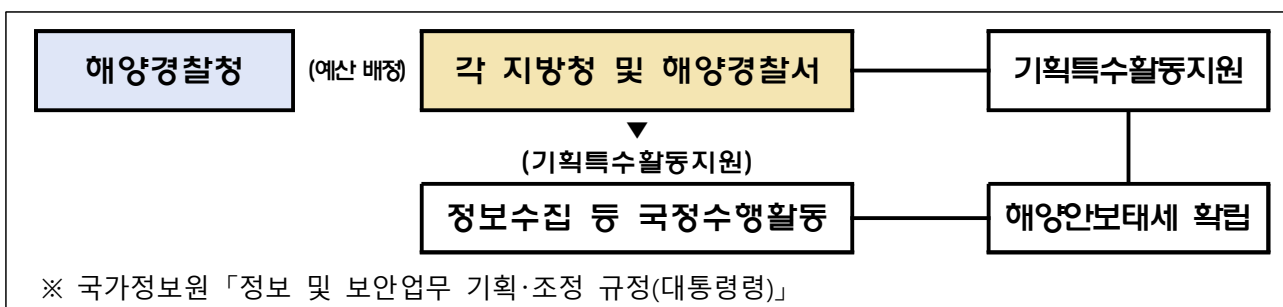 해양경찰청 (예산 배정) 각 지방청 및 해양경찰서 기획특수활동지원
▼
(기획특수활동지원)
정보수집 등 국정수행활동 해양안보태세 확립
※ 국가정보원「정보 및 보안업무 기획·조정 규정(대통령령)」